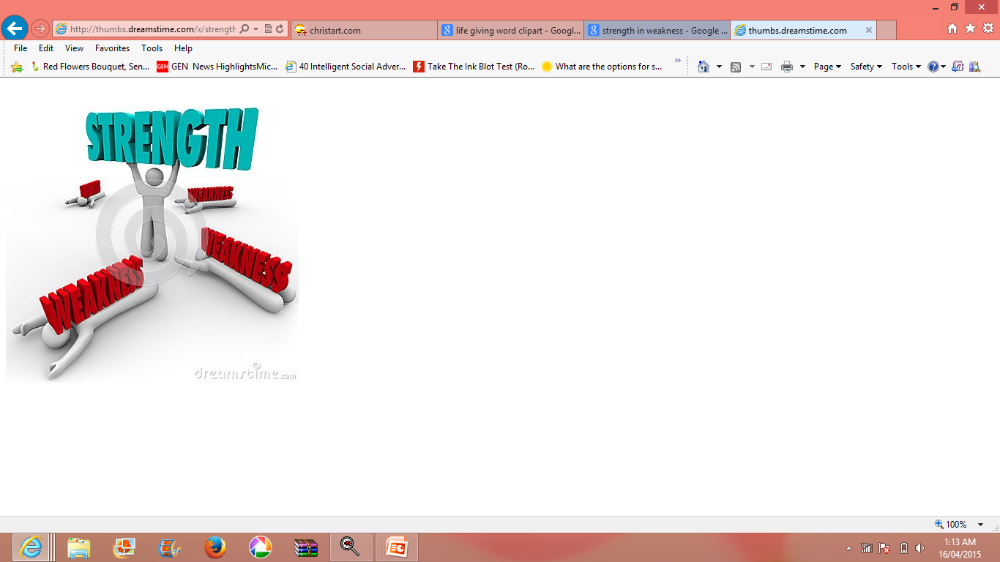 http://thumbs.dreamstime.com/x/strength
christart.com
life giving word clipart - Googl...
strength in weakness - Google ...
thumbs.dreamstime.com
File Edit View Favorites Tools Help
Red Flowers Bouquet, Sen...
GEN GEN News HighlightsMic...
40 Intelligent Social Adver...
Take The Ink Blot Test (Ro...
What are the options for s...
Page Safety Tools
STRENGTH
WEAKNESS
WEAKNESS
WEAKNESS
dreamstime.com
100%
1:13 AM
16/04/2015